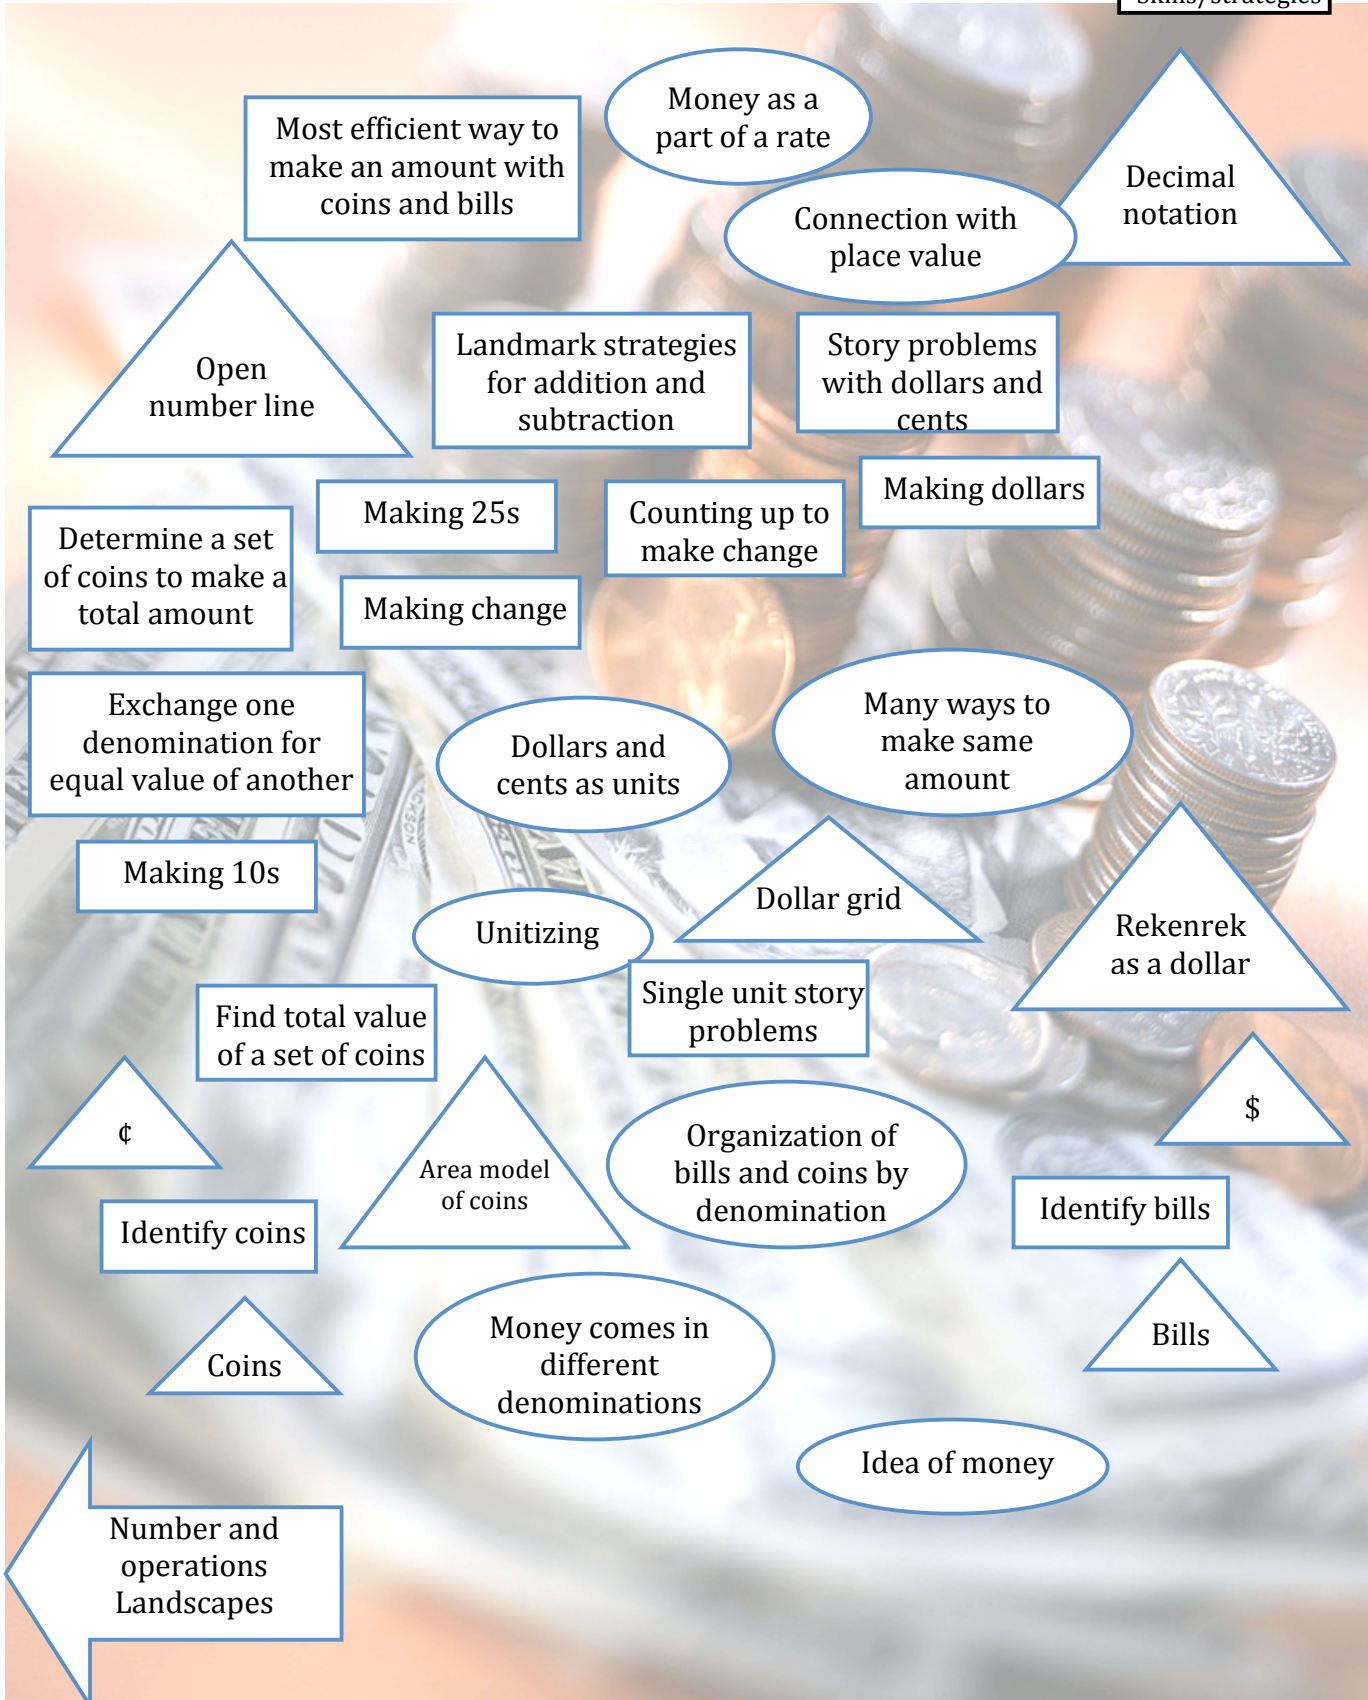 Skills/strategies
Money as a
part of a rate
Most efficient way to
make an amount with
coins and bills
Decimal
notation
Connection with
place value
Open
number line
Landmark strategies
for addition and
subtraction
Story problems
with dollars and
cents
Making dollars
Making 25s
Counting up to
make change
Determine a set
of coins to make a
total amount
Making change
Exchange one
denomination for
equal value of another
Dollars and
cents as units
Many ways to
make same
amount
Making 10s
Dollar grid
Unitizing
Rekenrek
as a dollar
Single unit story
problems
Find total value
of a set of coins
¢
Area model
of coins
Organization of
bills and coins by
denomination
$
Identify coins
Identify bills
Coins
Money comes in
different
denominations
Bills
Idea of money
Number and
operations
Landscapes